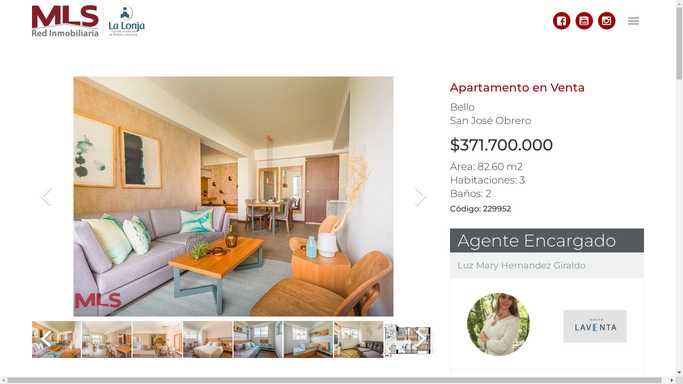 MLS
Red Inmobiliaria
La Lonja
Apartamento en Venta
Bello
San José Obrero
$371.700.000
Área: 82.60 m2
Habitaciones: 3
Baños: 2
Código: 229952
Agente Encargado
Luz Mary Hernandez Giraldo
MLS
LAVENTA